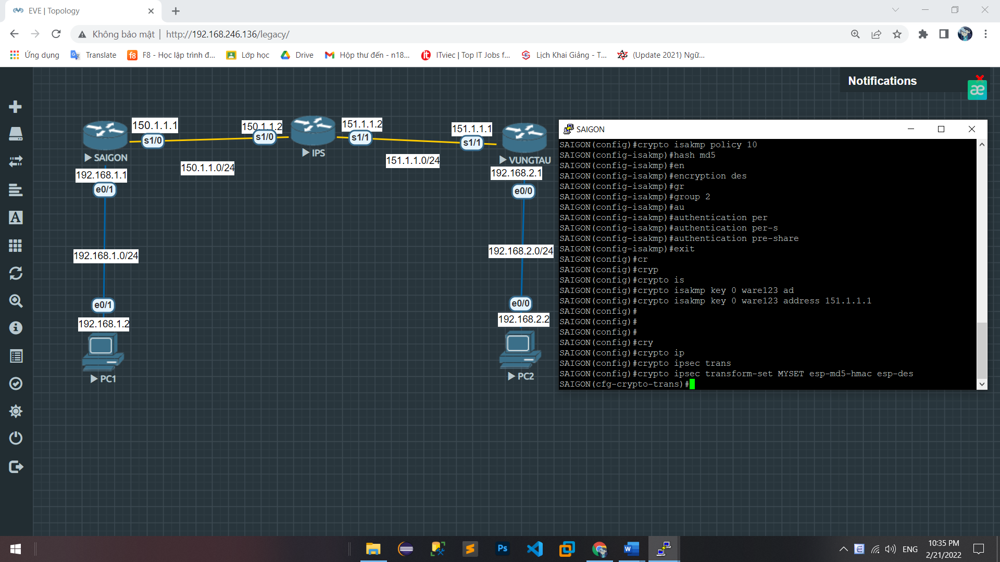 EVE | Topology
Không bảo mật | http://192.168.246.136/legacy/
Ứng dụng
Translate
F8 - Học lập trình đ...
Lớp học
Drive
Hộp thư đến - n18...
ITviec | Top IT Jobs f...
Lịch Khai Giảng - T...
(Update 2021) Ngữ...
Notifications
æ
150.1.1.1
s1/0
SAIGON
192.168.1.1
e0/1
150.1.1.0/24
150.1.1.2
s1/0
IPS
151.1.1.2
s1/1
151.1.1.0/24
151.1.1.1
s1/1
VUNGTAU
192.168.2.1
e0/0
192.168.1.0/24
192.168.2.0/24
e0/1
192.168.1.2
PC1
e0/0
192.168.2.2
PC2
SAIGON
SAIGON(config)#crypto isakmp policy 10
SAIGON(config-isakmp)#hash md5
SAIGON(config-isakmp)#en
SAIGON(config-isakmp)#encryption des
SAIGON(config-isakmp)#gr
SAIGON(config-isakmp)#group 2
SAIGON(config-isakmp)#au
SAIGON(config-isakmp)#authentication per
SAIGON(config-isakmp)#authentication per-s
SAIGON(config-isakmp)#authentication pre-share
SAIGON(config-isakmp)#exit
SAIGON(config)#cr
SAIGON(config)#cryp
SAIGON(config)#crypto is
SAIGON(config)#crypto isakmp key 0 ware123 ad
SAIGON(config)#crypto isakmp key 0 ware123 address 151.1.1.1
SAIGON(config)#
SAIGON(config)#
SAIGON(config)#
SAIGON(config)#cry
SAIGON(config)#crypto ip
SAIGON(config)#crypto ipsec trans
SAIGON(config)#crypto ipsec transform-set MYSET esp-md5-hmac esp-des
SAIGON(cfg-crypto-trans)#
Ps
ENG
10:35 PM
2/21/2022